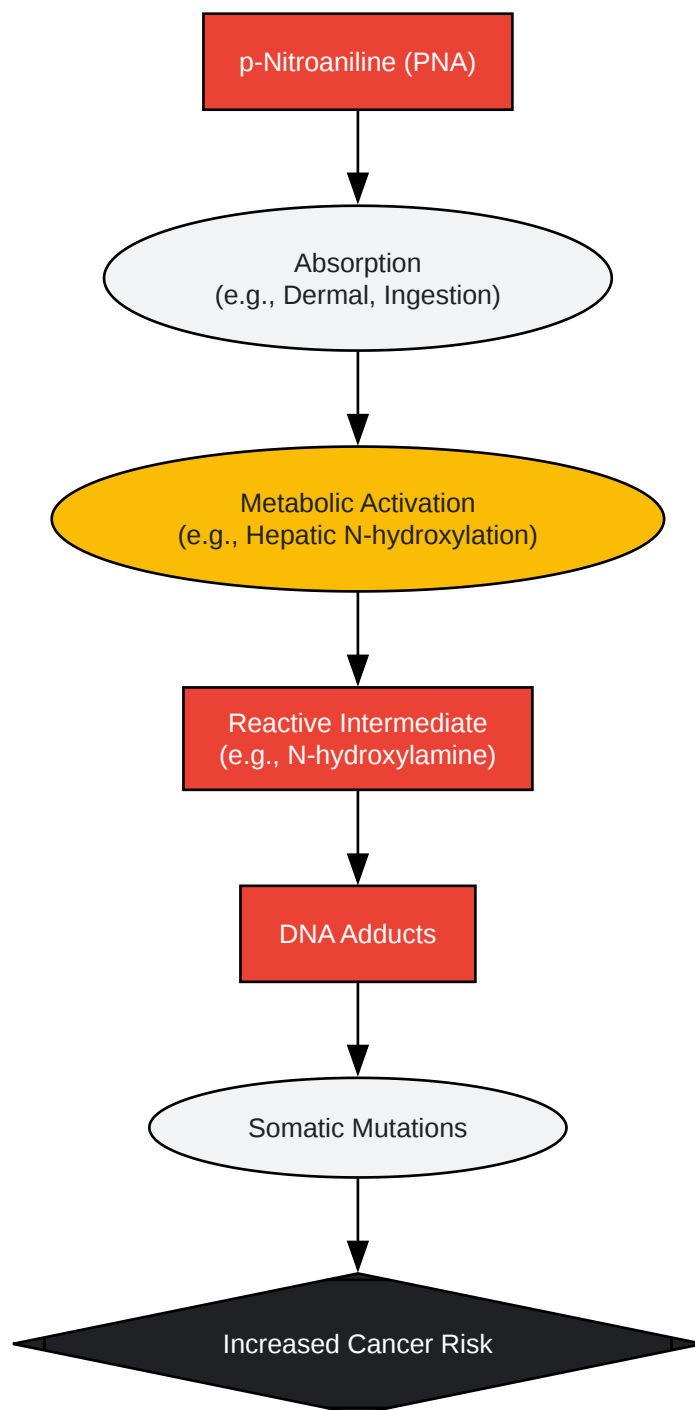 p-Nitroaniline (PNA)
Absorption
(e.g., Dermal, Ingestion)
Metabolic Activation
(e.g., Hepatic N-hydroxylation)
Reactive Intermediate
(e.g., N-hydroxylamine)
DNA Adducts
Somatic Mutations
Increased Cancer Risk